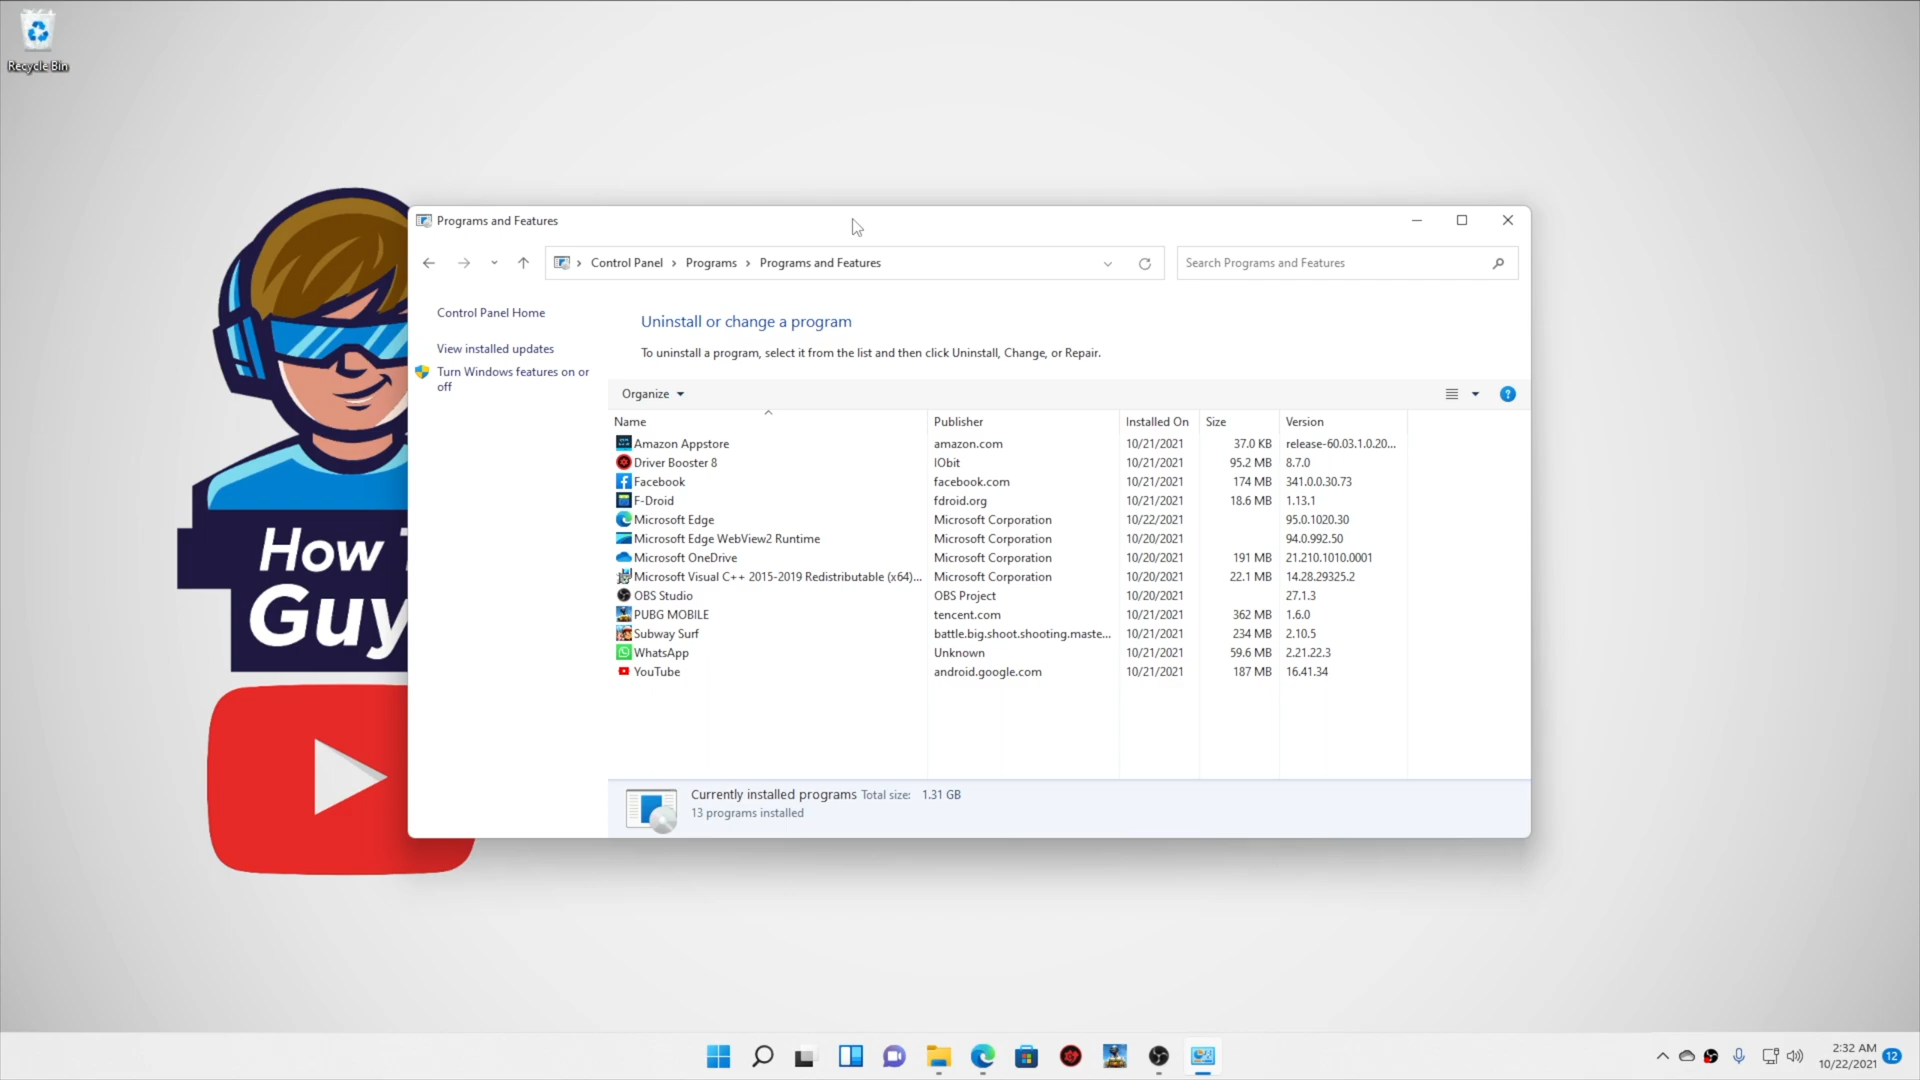 Recycle Bin
How T
Guy
Programs and Features
Control Panel > Programs > Programs and Features
Search Programs and Features
Control Panel Home
View installed updates
Turn Windows features on or
off
Uninstall or change a program
To uninstall a program, select it from the list and then click Uninstall, Change, or Repair.
Organize
Name Publisher Installed On Size Version
Amazon Appstore amazon.com 10/21/2021 37.0 KB release-60.03.1.0.20...
Driver Booster 8 IObit 10/21/2021 95.2 MB 8.7.0
Facebook facebook.com 10/21/2021 174 MB 341.0.0.30.73
F-Droid fdroid.org 10/21/2021 18.6 MB 1.13.1
Microsoft Edge Microsoft Corporation 10/22/2021 95.0.1020.30
Microsoft Edge WebView2 Runtime Microsoft Corporation 10/20/2021 94.0.992.50
Microsoft OneDrive Microsoft Corporation 10/20/2021 191 MB 21.210.1010.0001
Microsoft Visual C++ 2015-2019 Redistributable (x64)... Microsoft Corporation 10/20/2021 22.1 MB 14.28.29325.2
OBS Studio OBS Project 10/20/2021 27.1.3
PUBG MOBILE tencent.com 10/21/2021 362 MB 1.6.0
Subway Surf battle.big.shoot.shooting.maste... 10/21/2021 234 MB 2.10.5
WhatsApp Unknown 10/21/2021 59.6 MB 2.21.22.3
YouTube android.google.com 10/21/2021 187 MB 16.41.34
Currently installed programs Total size: 1.31 GB
13 programs installed
2:32 AM
10/22/2021
12